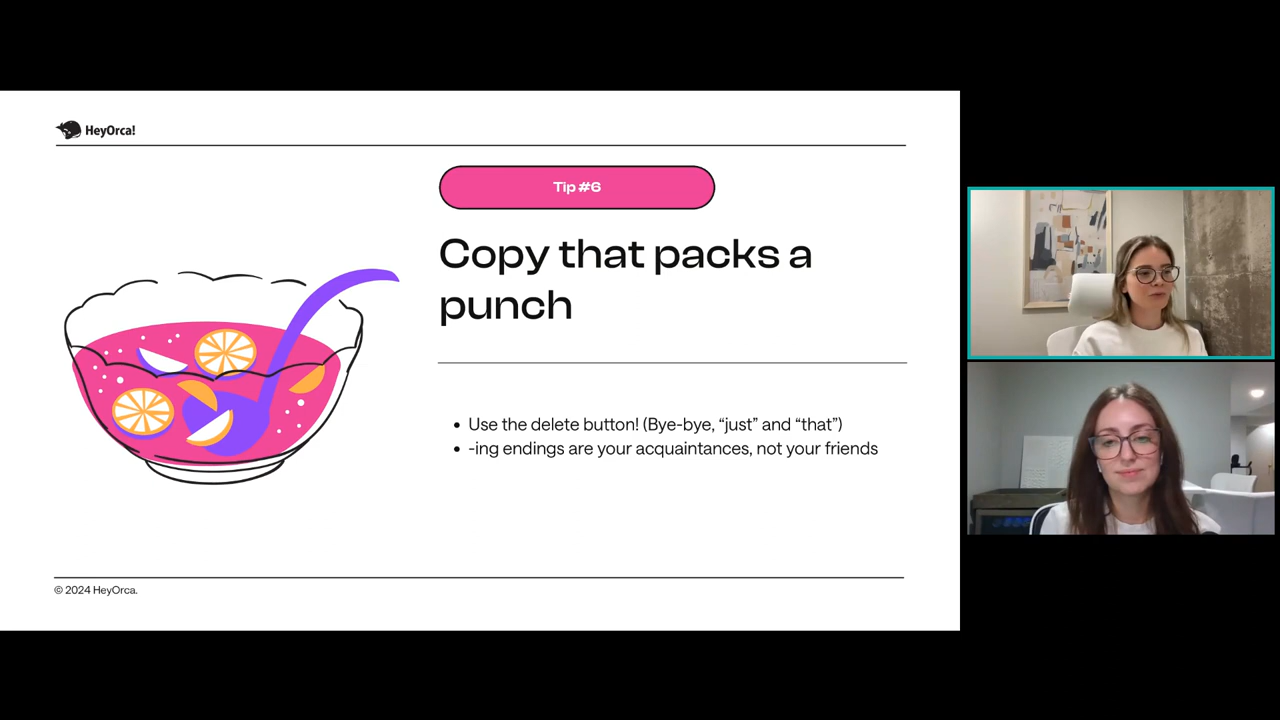 HeyOrca!
Tip #6
Copy that packs a
punch
• Use the delete button! (Bye-bye, “just” and “that”)
• -ing endings are your acquaintances, not your friends
© 2024 HeyOrca.